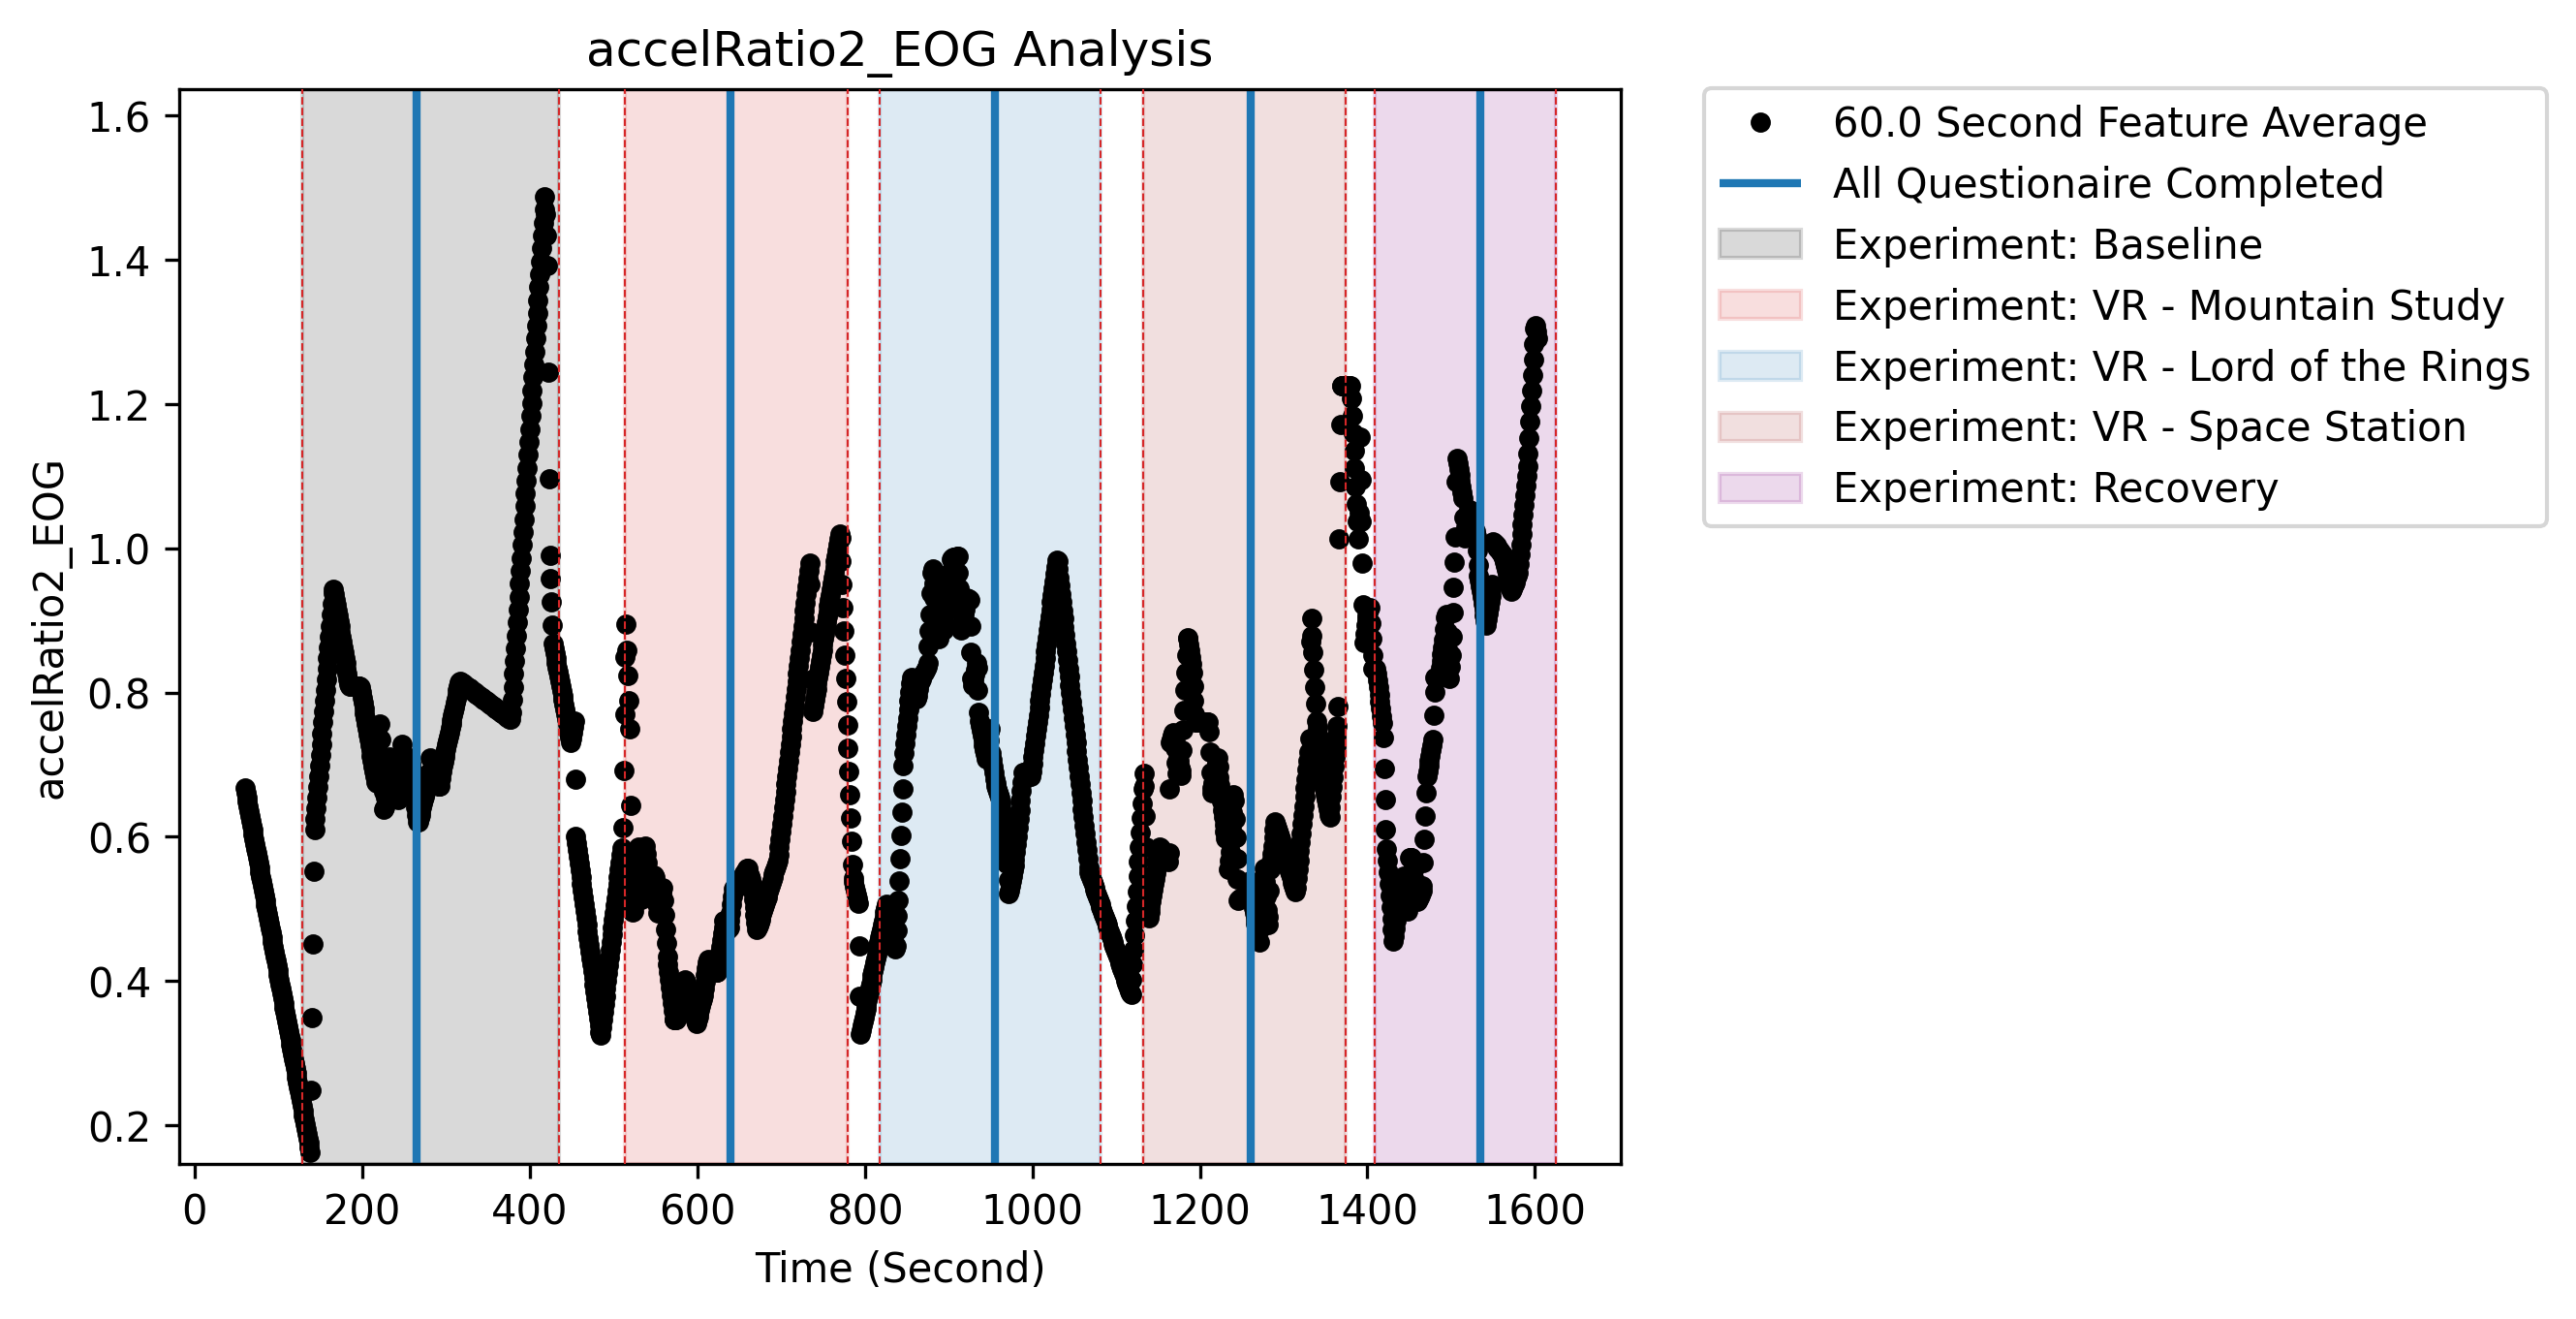 accelRatio2_EOG Analysis
accelRatio2_EOG
1.6
1.4
1.2
1.0
0.8
0.6
0.4
0.2
0 200 400 600 800 1000 1200 1400 1600
Time (Second)
60.0 Second Feature Average
All Questionaire Completed
Experiment: Baseline
Experiment: VR - Mountain Study
Experiment: VR - Lord of the Rings
Experiment: VR - Space Station
Experiment: Recovery